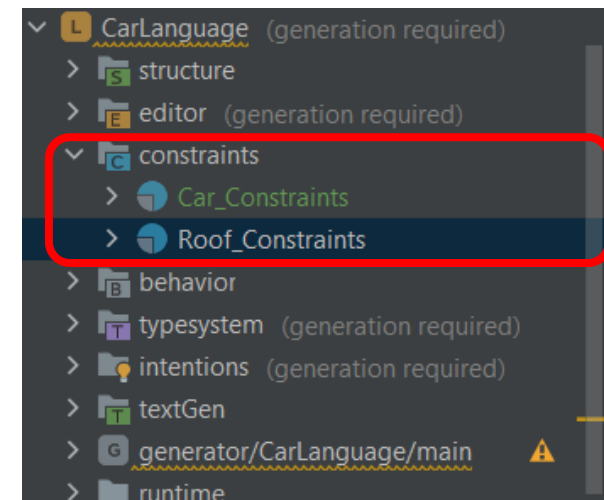 L CarLanguage (generation required)
S structure
E editor (generation required)
C constraints
Car_Constraints
Roof_Constraints
B behavior
T typesystem (generation required)
intentions (generation required)
T textGen
G generator/CarLanguage/main
runtime